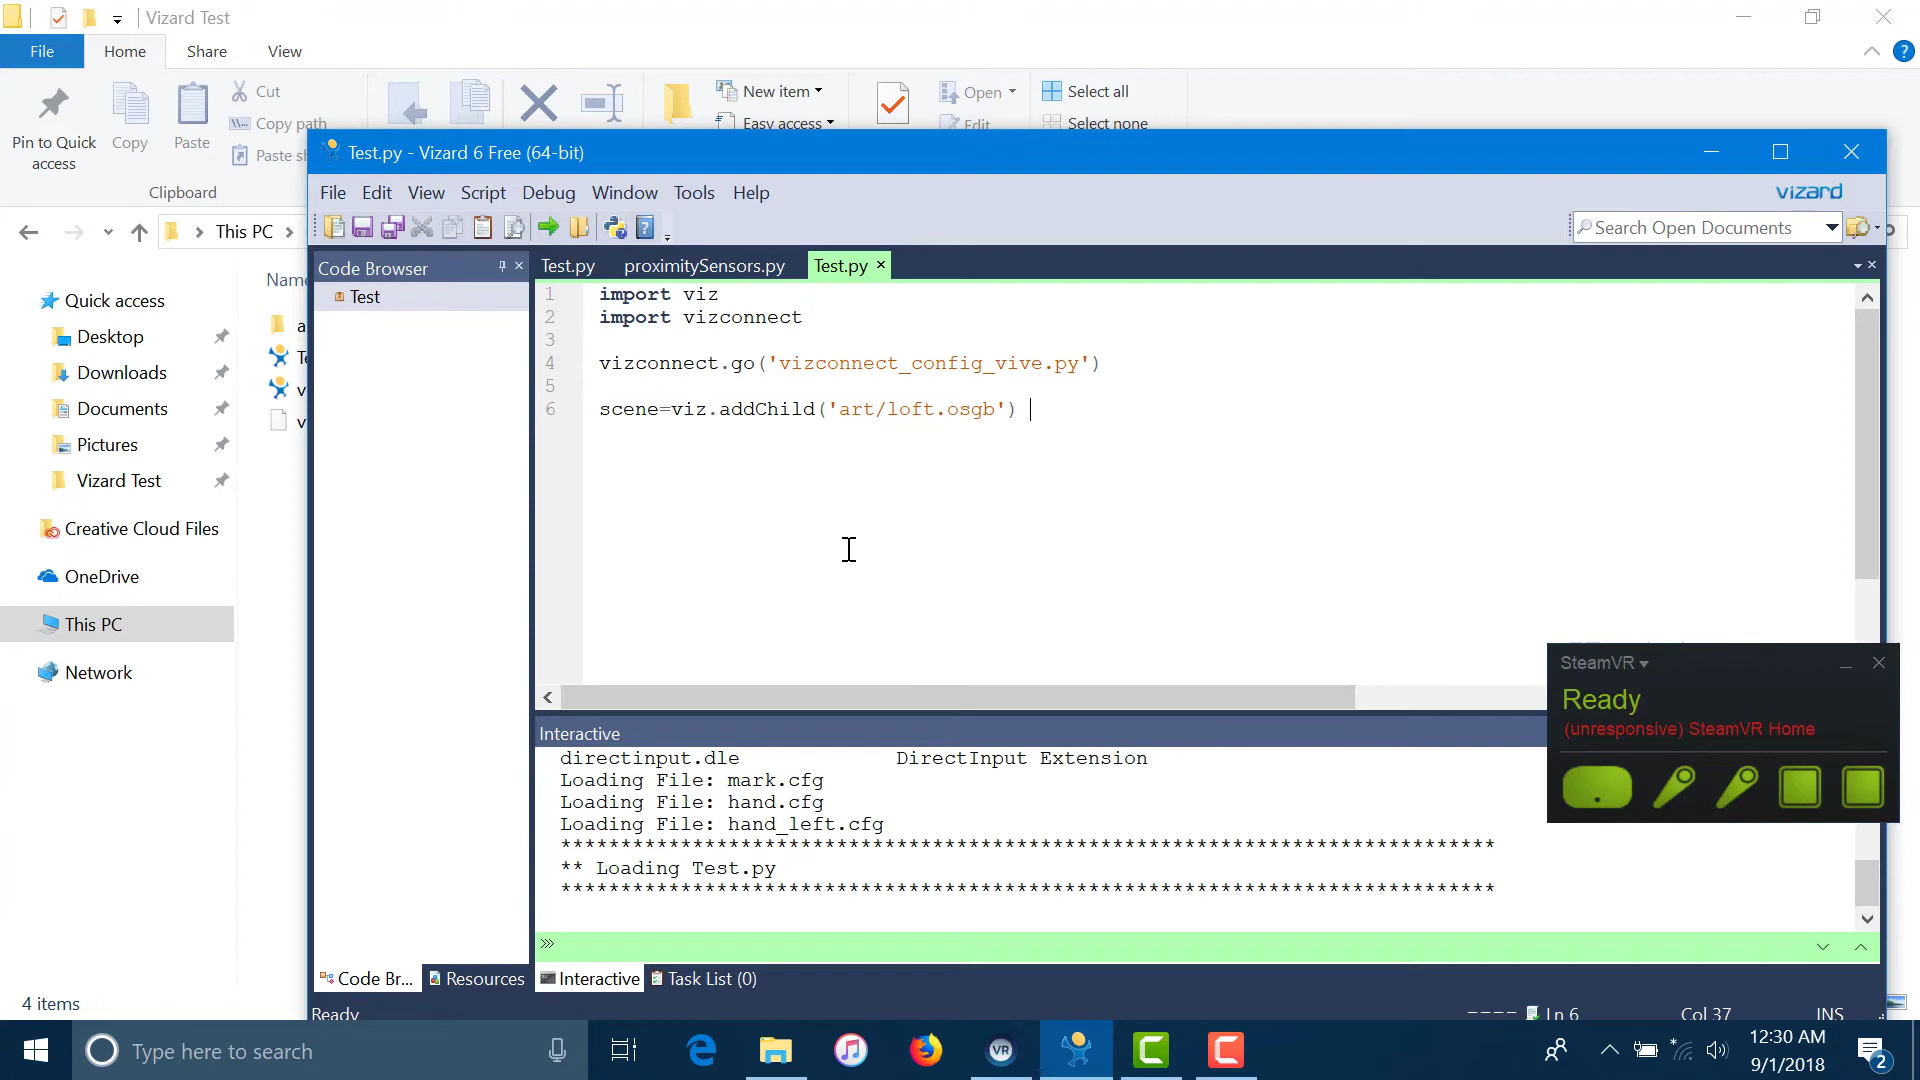 Vizard Test
File
Home
Share
View
Pin to Quick access
Copy
Paste
Cut
Copy path
Paste sh
Clipboard
New item
Easy access
Open
Edit
Select all
Select none
This PC
Name
Quick access
Desktop
Downloads
Documents
Pictures
Vizard Test
Creative Cloud Files
OneDrive
This PC
Network
4 items
Test.py - Vizard 6 Free (64-bit)
File Edit View Script Debug Window Tools Help
vizard
Search Open Documents
Code Browser
Test
Test.py
proximitySensors.py
Test.py
1 import viz
2 import vizconnect
3
4 vizconnect.go('vizconnect_config_vive.py')
5
6 scene=viz.addChild('art/loft.osgb')
Interactive
directinput.dle DirectInput Extension
Loading File: mark.cfg
Loading File: hand.cfg
Loading File: hand_left.cfg
******************************************************************************
** Loading Test.py
******************************************************************************
>>>
Code Br...
Resources
Interactive
Task List (0)
Ready
Ln 6
Col 37
INS
SteamVR
Ready
(unresponsive) SteamVR Home
Type here to search
VR
12:30 AM
9/1/2018
2